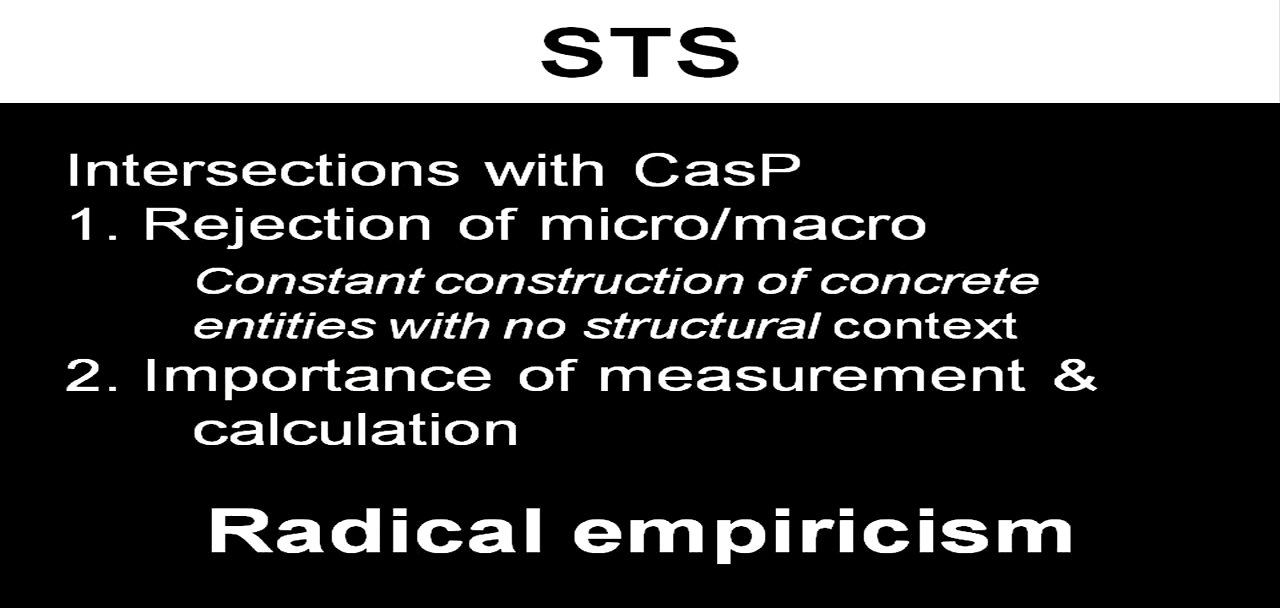 STS
Intersections with CasP
1. Rejection of micro/macro
Constant construction of concrete
entities with no structural context
2. Importance of measurement &
calculation
Radical empiricism